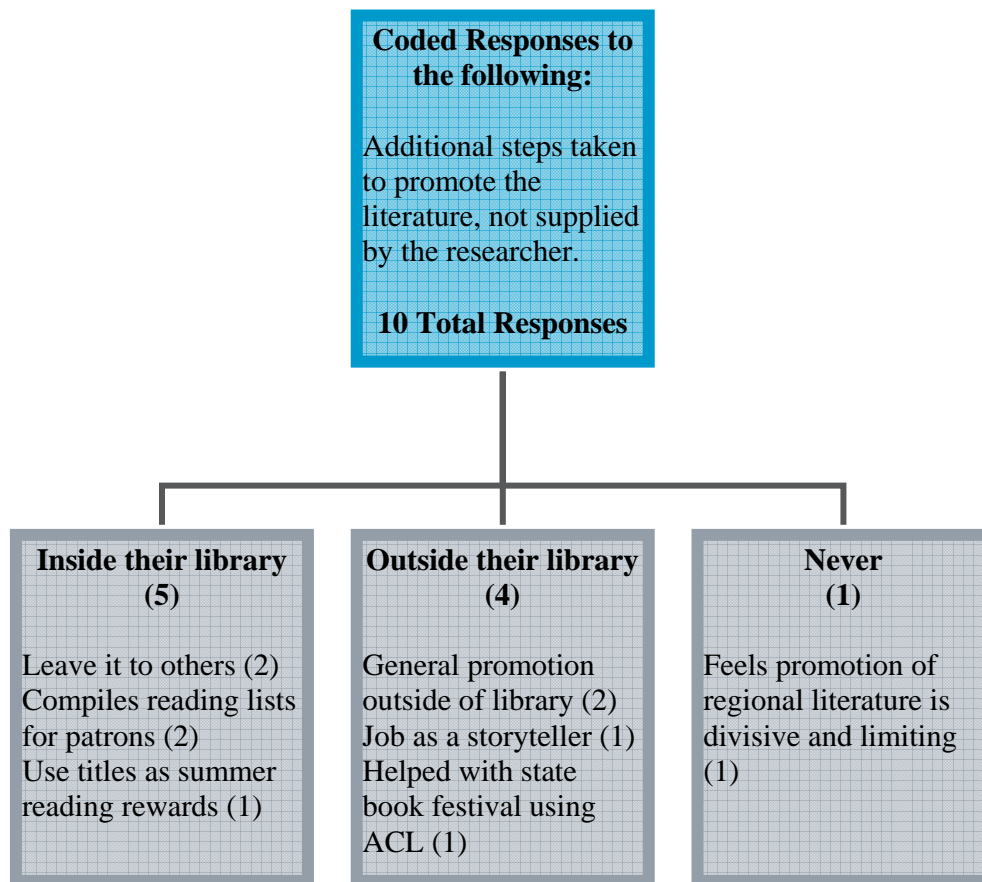 Coded Responses to
the following:
Additional steps taken
to promote the
literature, not supplied
by the researcher.
10 Total Responses
Inside their library
(5)
Leave it to others (2)
Compiles reading lists
for patrons (2)
Use titles as summer
reading rewards (1)
Outside their library
(4)
General promotion
outside of library (2)
Job as a storyteller (1)
Helped with state
book festival using
ACL (1)
Never
(1)
Feels promotion of
regional literature is
divisive and limiting
(1)